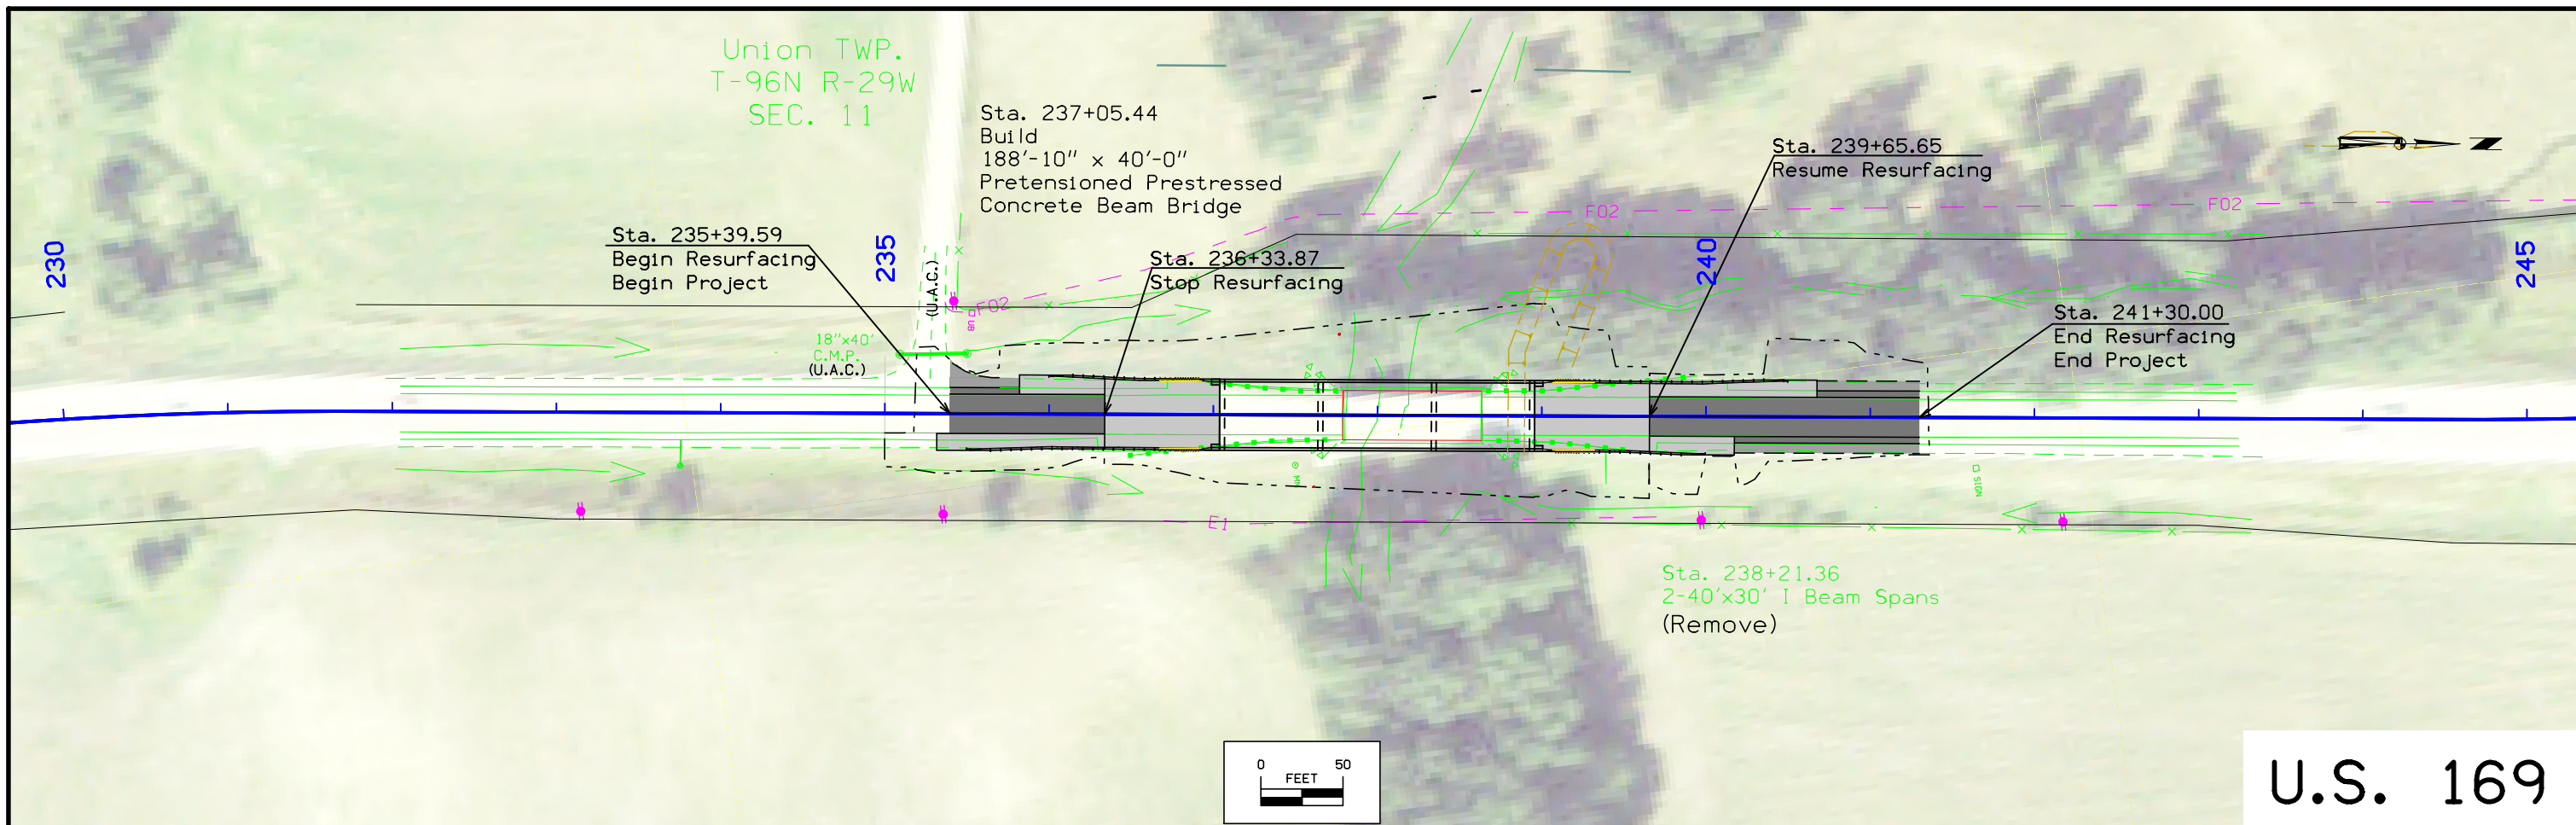 Union TWP.
T-96N R-29W
SEC. 11
Sta. 237+05.44
Build
188'-10" x 40'-0"
Pretensioned Prestressed
Concrete Beam Bridge
Sta. 239+65.65
Resume Resurfacing
F02
F02
230
Sta. 235+39.59
Begin Resurfacing
Begin Project
235
(U.A.C.)
Sta. 236+33.87
Stop Resurfacing
240
245
F02
Sta. 241+30.00
End Resurfacing
End Project
18"x40'
C.M.P.
(U.A.C.)
SIGN
E1
Sta. 238+21.36
2-40'x30' I Beam Spans
(Remove)
0 50
FEET
U.S. 169